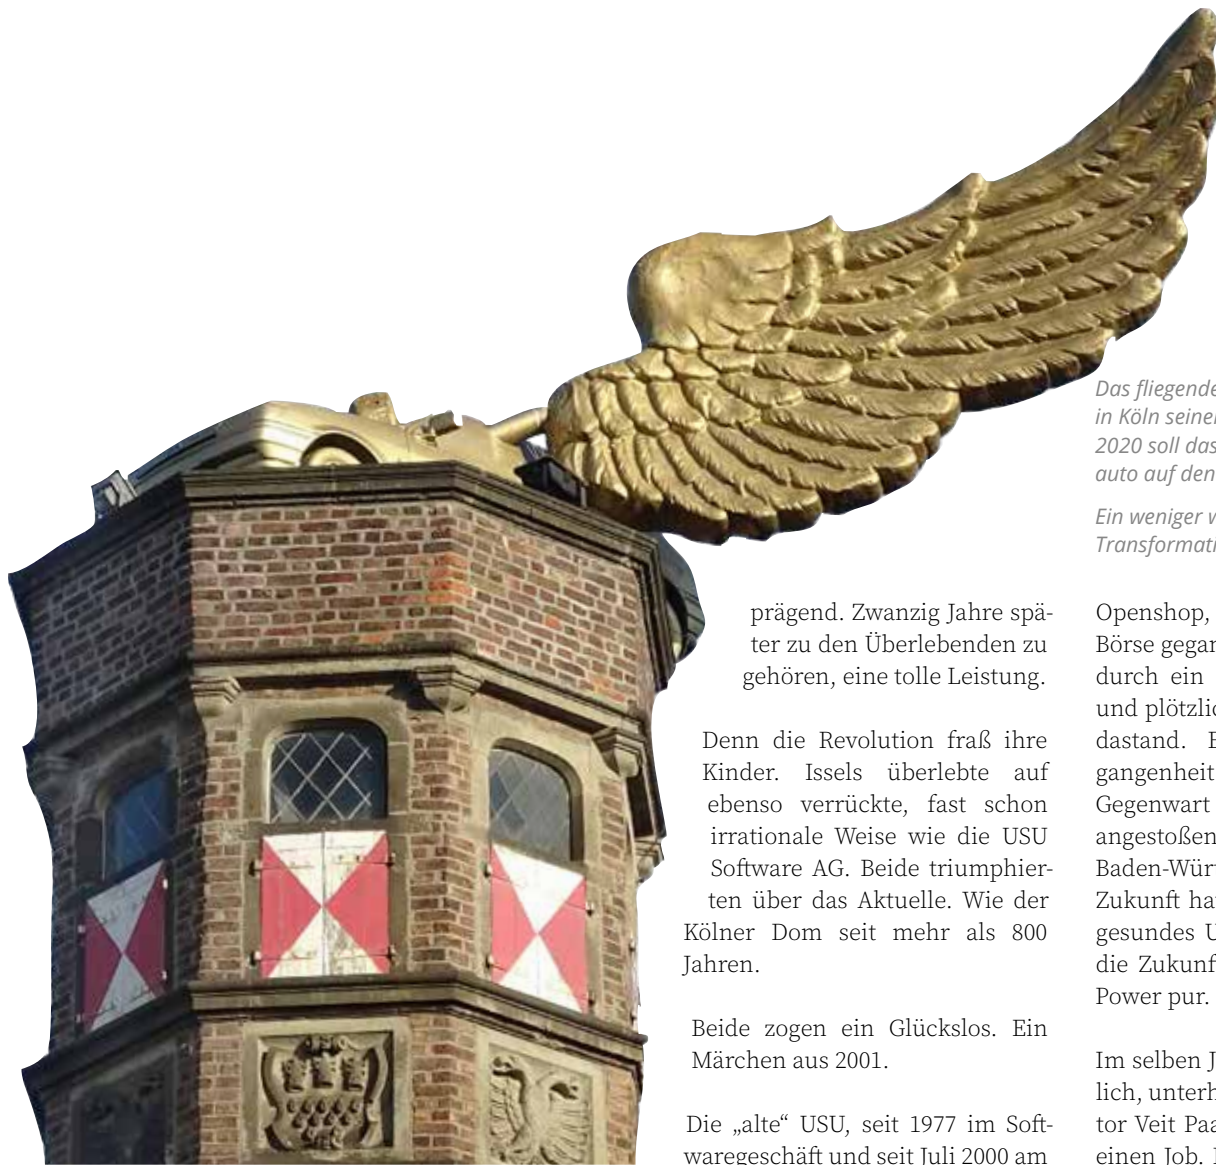 Das fliegende
in Köln seine
2020 soll das
auto auf den
Ein weniger
Transformati
prägend. Zwanzig Jahre spä-
ter zu den Überlebenden zu
gehören, eine tolle Leistung.
Denn die Revolution fraß ihre
Kinder. Issels überlebte auf
ebenso verrückte, fast schon
irrationale Weise wie die USU
Software AG. Beide triumphier-
ten über das Aktuelle. Wie der
Kölner Dom seit mehr als 800
Jahren.
Beide zogen ein Glückslos. Ein
Märchen aus 2001.
Die „alte“ USU, seit 1977 im Soft-
waregeschäft und seit Juli 2000 am
Openshop,
Börse gegan
durch ein
und plötzlic
dastand.
gangenheit
Gegenwart
angestoßen
Baden-Wür
Zukunft ha
gesundes U
die Zukunf
Power pur.
Im selben J
lich, unterh
tor Veit Paa
einen Job.